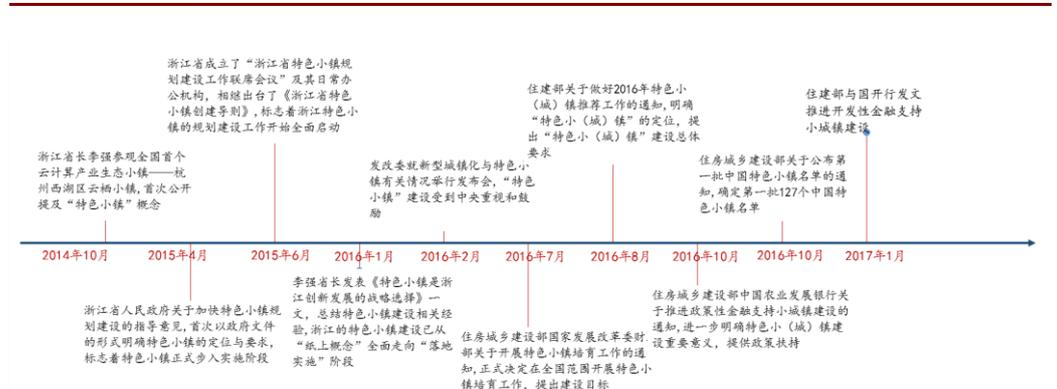 浙江省长李强参观全国首个
云计算产业生态小镇——杭
州西湖区云栖小镇,首次公开
提及“特色小镇”概念
浙江省成立了“浙江省特色小镇规
划建设工作联席会议”及其日常办
公机构，相继出台了《浙江省特色
小镇创建导则》,标志着浙江特色小
镇的规划建设工作开始全面启动
发改委就新型城镇化与特色小
镇有关情况举行发布会,“特色
小镇”建设受到中央重视和鼓
励
住建部关于做好2016年特色小
（城）镇推荐工作的通知,明确
“特色小（城）镇”的定位，提
出“特色小（城）镇”建设总体
要求
住房城乡建设部关于公布第
一批中国特色小镇名单的通
知,确定第一批127个中国特
色小镇名单
住建部与国开行发文
推进开发性金融支持
小城镇建设
2014年10月
2015年4月
2015年6月
2016年1月
2016年2月
2016年7月
2016年8月
2016年10月
2016年10月
2017年1月
浙江省人民政府关于加快特色小镇规
划建设的指导意见,首次以政府文件
的形式明确特色小镇的定位与要求,
标志着特色小镇正式步入实施阶段
李强省长发表《特色小镇是浙
江创新发展的战略选择》一
文，总结特色小镇建设相关经
验,浙江的特色小镇建设已从
“纸上概念”全面走向“落地
实施”阶段
住房城乡建设部国家发展改革委财
部关于开展特色小镇培育工作的通
知,正式决定在全国范围开展特色小
镇培育工作，提出建设目标
住房城乡建设部中国农业发展银行关
于推进政策性金融支持小城镇建设的
通知,进一步明确特色小（城）镇建
设重要意义，提供政策扶持